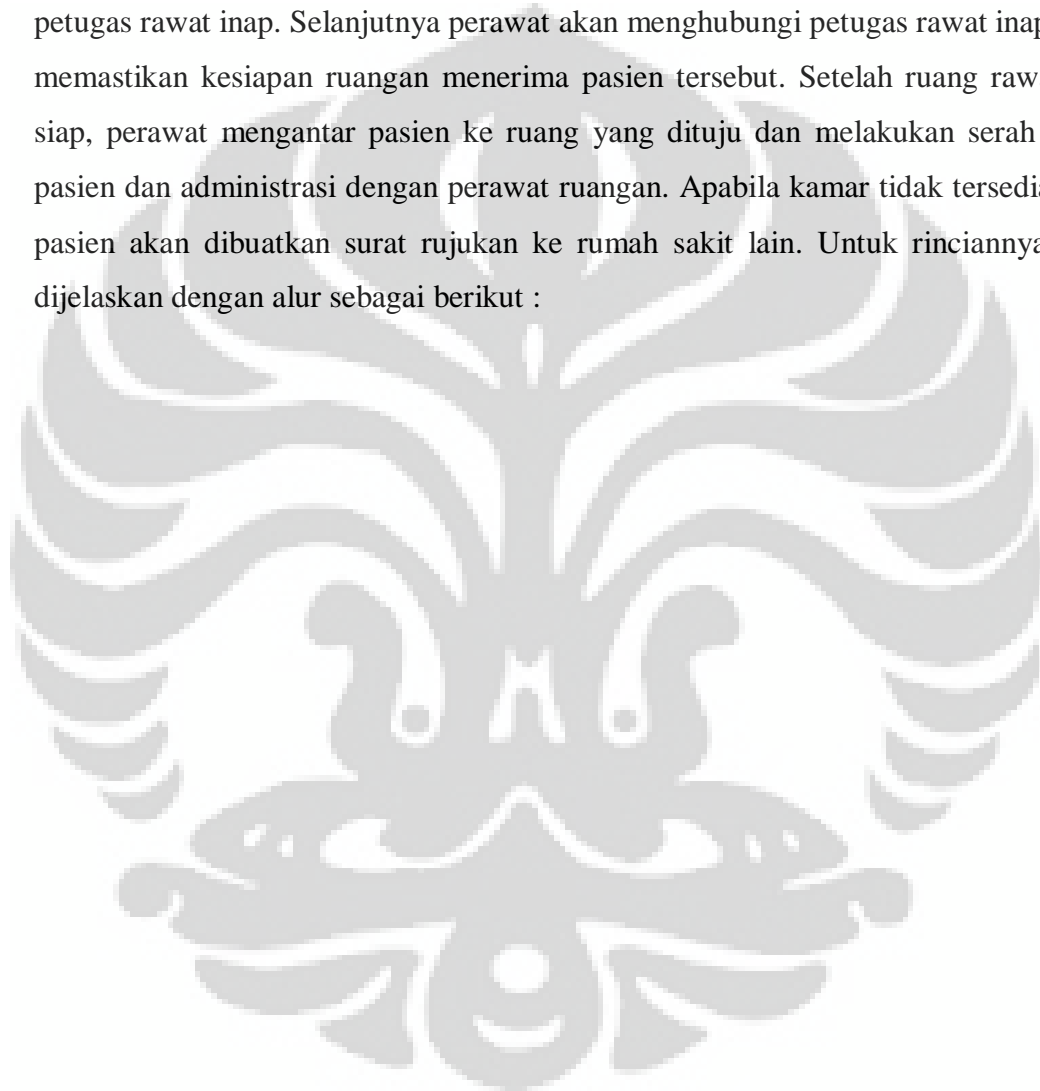 petugas rawat inap. Selanjutnya perawat akan menghubungi petugas rawat inap
memastikan kesiapan ruangan menerima pasien tersebut. Setelah ruang raw
siap, perawat mengantar pasien ke ruang yang dituju dan melakukan serah
pasien dan administrasi dengan perawat ruangan. Apabila kamar tidak tersedia
pasien akan dibuatkan surat rujukan ke rumah sakit lain. Untuk rinciannya
dijelaskan dengan alur sebagai berikut :